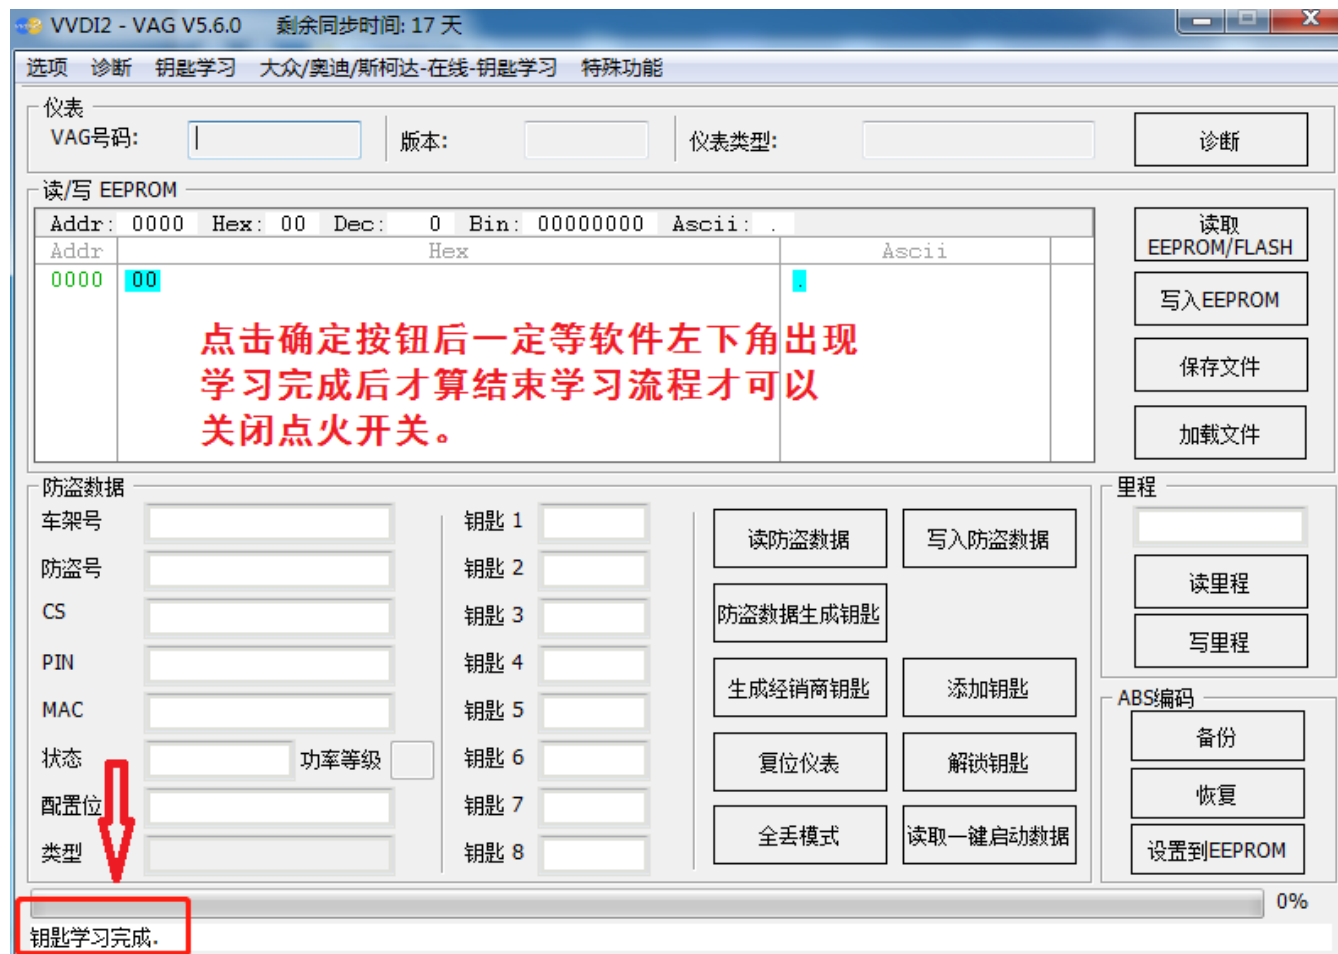 VVDI2 - VAG V5.6.0 剩余同步时间: 17 天
选项 诊断 钥匙学习 大众/奥迪/斯柯达-在线-钥匙学习 特殊功能
仪表
VAG号码: 版本: 仪表类型: 诊断
读/写 EEPROM
Addr: 0000 Hex: 00 Dec: 0 Bin: 00000000 Ascii: .
Addr Hex Ascii
0000 00 .
读取
EEPROM/FLASH
写入EEPROM
保存文件
加载文件
点击确定按钮后一定等软件左下角出现
学习完成后才算结束学习流程才可以
关闭点火开关。
防盗数据
车架号
防盗号
CS
PIN
MAC
状态 功率等级
配置位
类型
钥匙 1
钥匙 2
钥匙 3
钥匙 4
钥匙 5
钥匙 6
钥匙 7
钥匙 8
读防盗数据 写入防盗数据
防盗数据生成钥匙
生成经销商钥匙 添加钥匙
复位仪表 解锁钥匙
全丢模式 读取一键启动数据
里程
读里程
写里程
ABS编码
备份
恢复
设置到EEPROM
0%
钥匙学习完成.